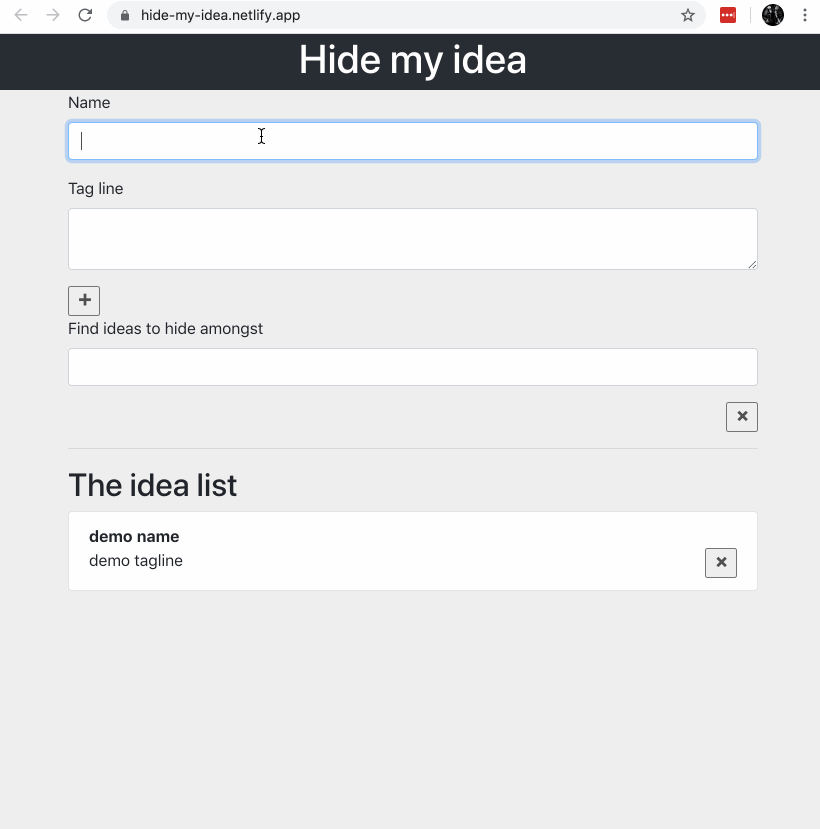 hide-my-idea.netlify.app
Hide my idea
Name
Tag line
Find ideas to hide amongst
The idea list
demo name
demo tagline